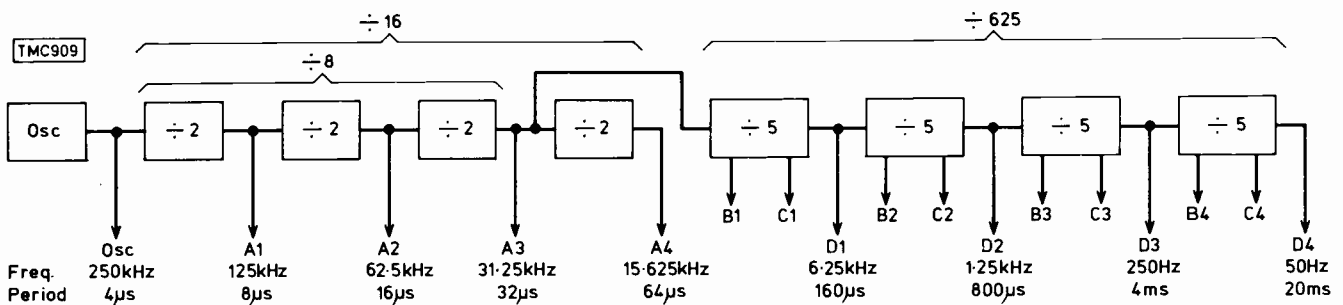 ÷ 16 ÷ 625
TMC909
÷ 8
Osc ÷ 2 ÷ 2 ÷ 2 ÷ 2 ÷ 5 ÷ 5 ÷ 5 ÷ 5
B1 C1 B2 C2 B3 C3 B4 C4
Osc A1 A2 A3 A4 D1 D2 D3 D4
Freq. 250kHz 125kHz 62·5kHz 31·25kHz 15·625kHz 6·25kHz 1·25kHz 250Hz 50Hz
Period 4µs 8µs 16µs 32µs 64µs 160µs 800µs 4ms 20ms